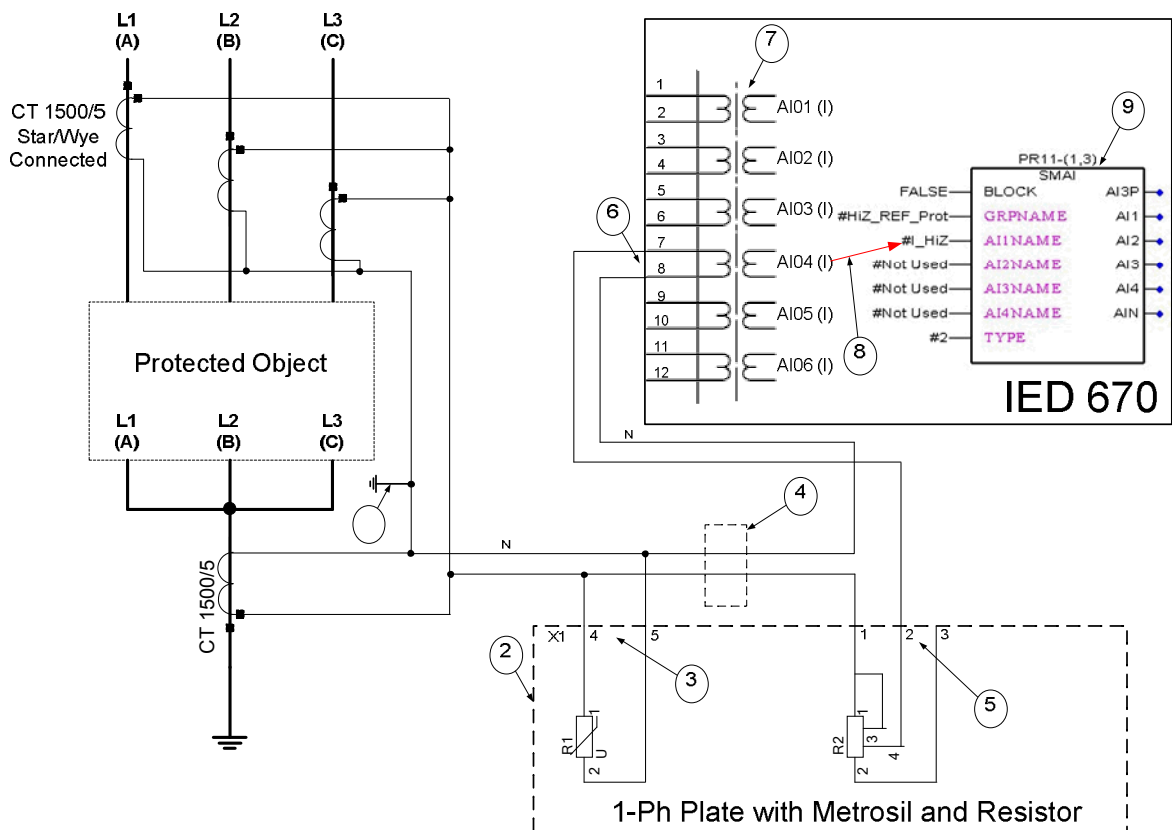 L1
(A)
L2
(B)
L3
(C)
CT 1500/5
Star/Wye
Connected
Protected Object
L1
(A)
L2
(B)
L3
(C)
CT 1500/5
N
N
1
2
3
4
5
6
7
8
9
10
11
12
6
7
AI01 (I)
AI02 (I)
AI03 (I)
AI04 (I)
AI05 (I)
AI06 (I)
8
9
PR11-(1,3)
SMAI
FALSE
BLOCK
AI3P
#HiZ_REF_Prot
GRPNAME
AI1
#I_HiZ
AI1NAME
AI2
#Not Used
AI2NAME
AI3
#Not Used
AI3NAME
AI4
#Not Used
AI4NAME
AIN
#2
TYPE
IED 670
4
2
X1
4
5
1
2
3
3
5
R1
1
U
2
R2
1
3
4
2
1-Ph Plate with Metrosil and Resistor